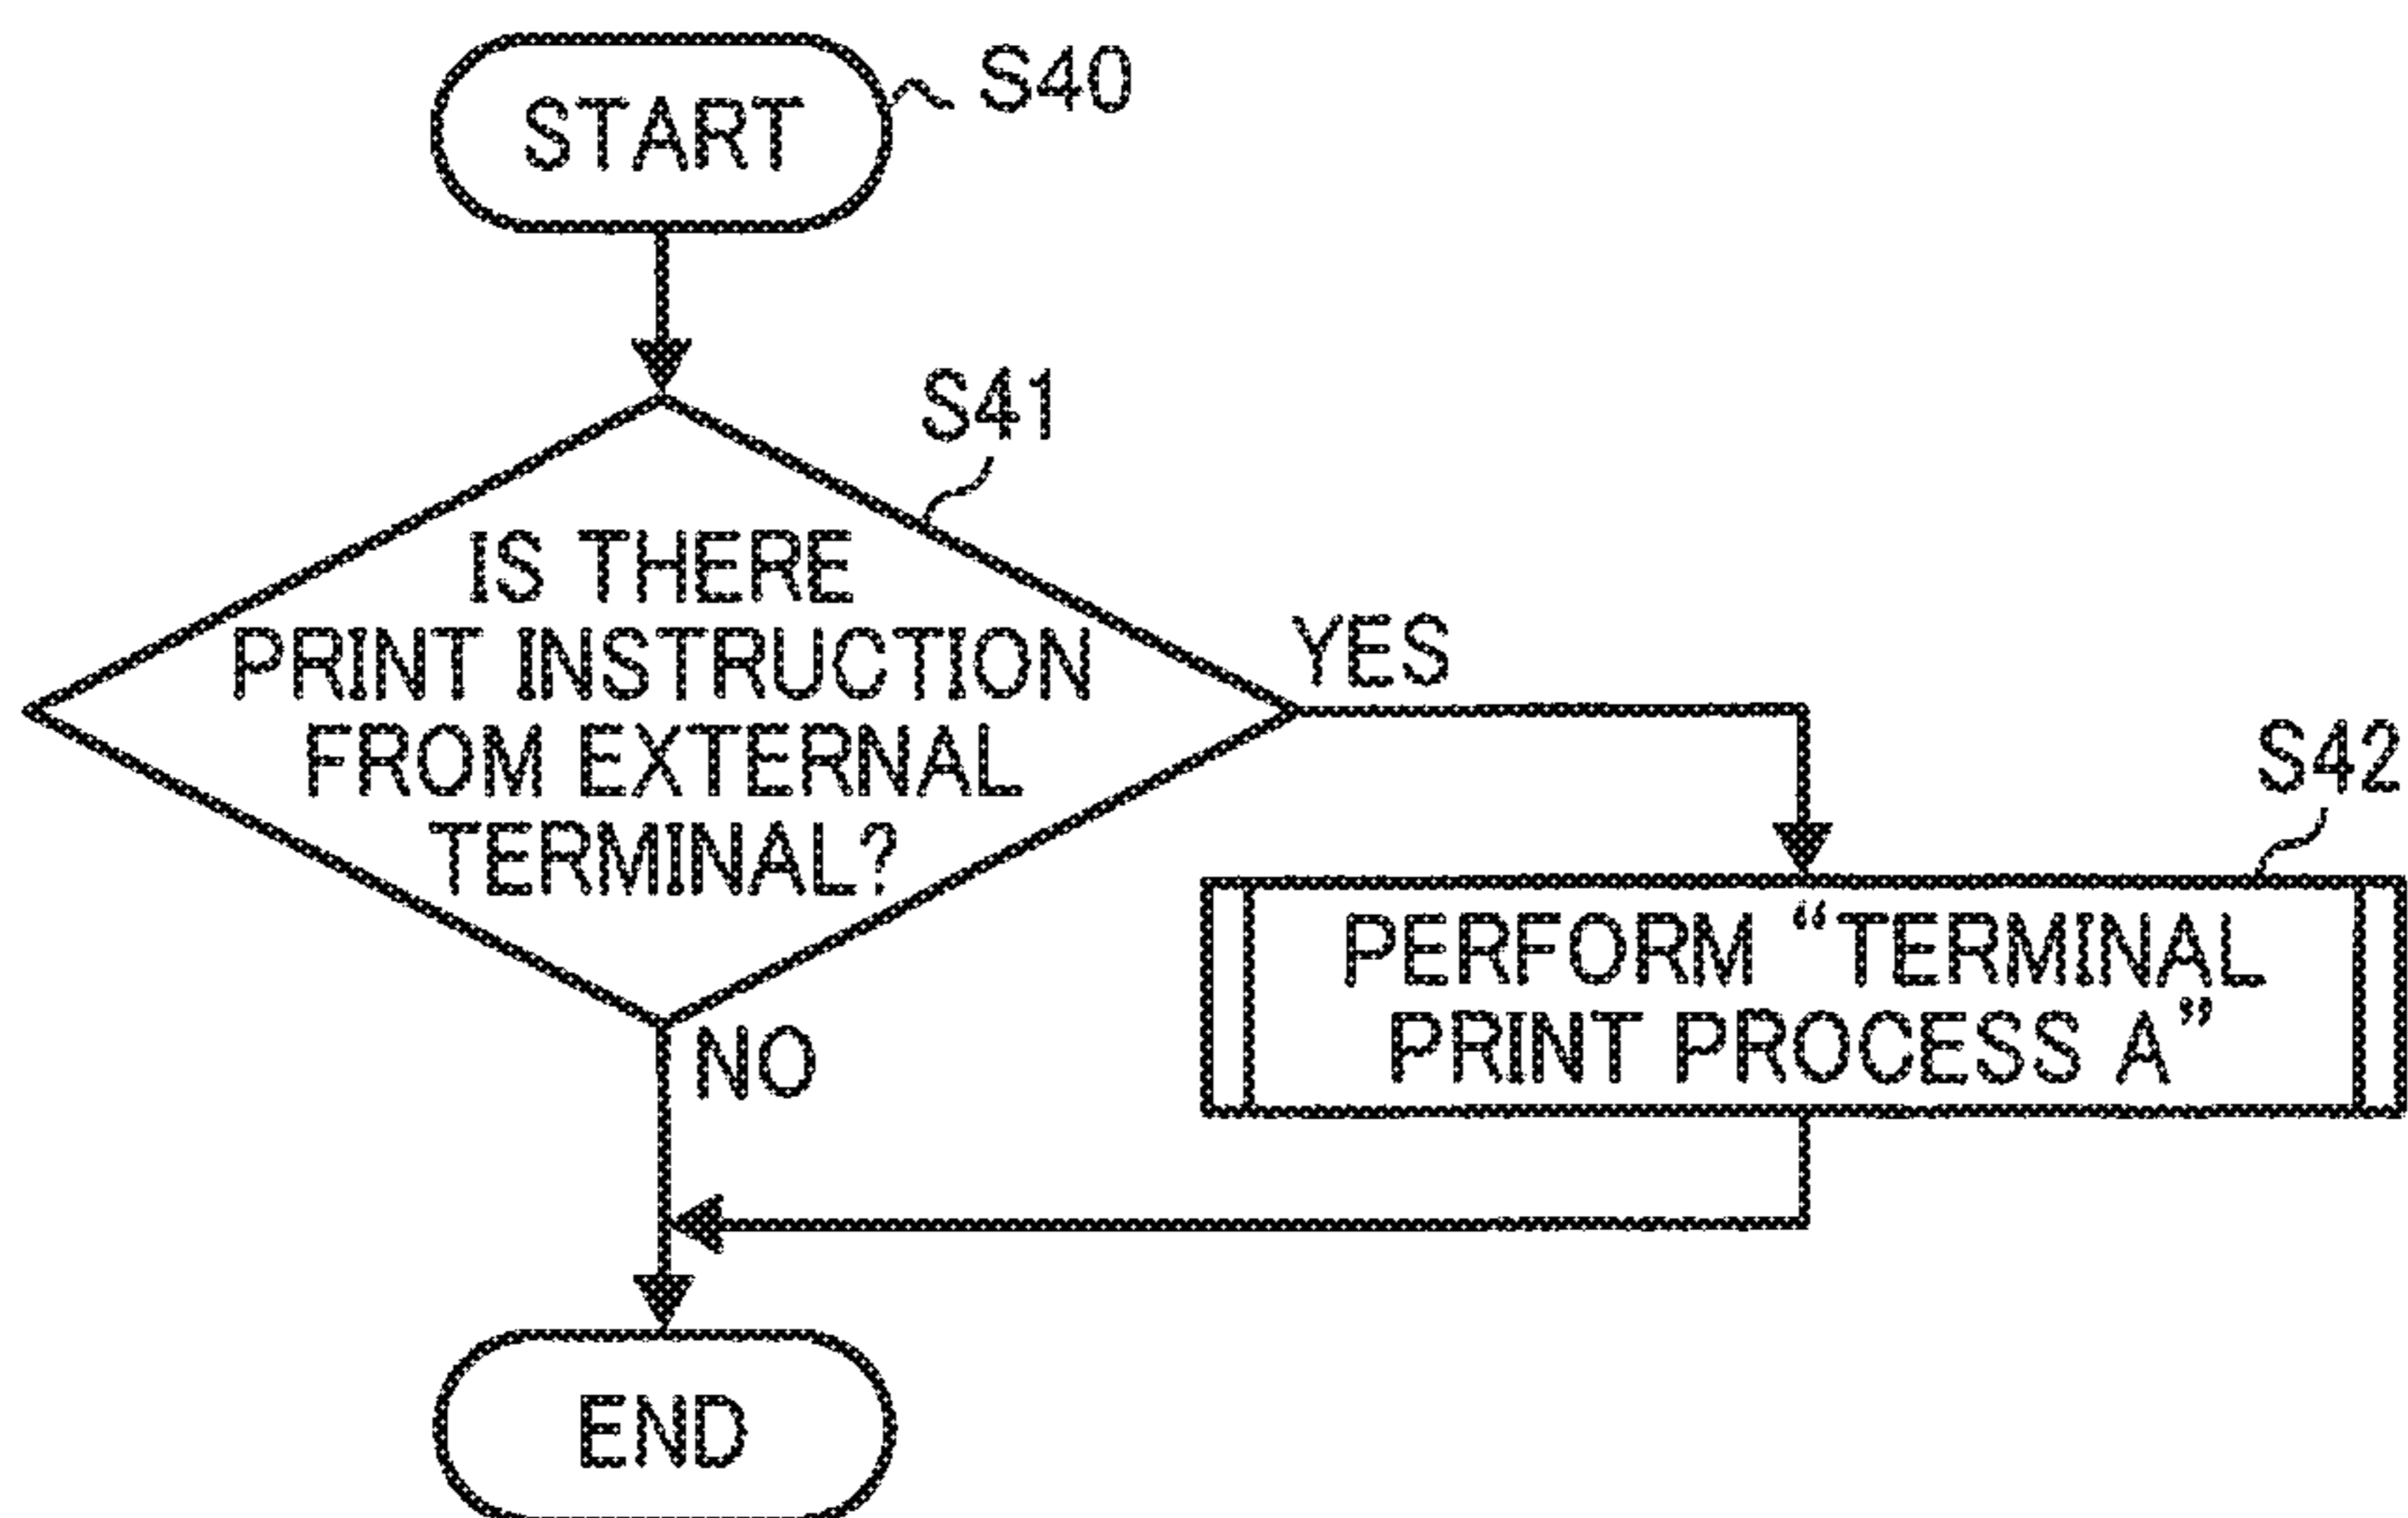 START
S40
S41
IS THERE
PRINT INSTRUCTION
FROM EXTERNAL
TERMINAL?
YES
S42
PERFORM “TERMINAL
PRINT PROCESS A”
NO
END